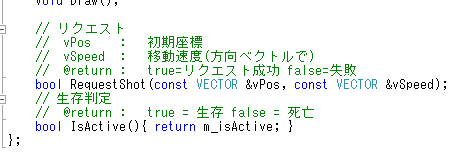 void Draw();
// リクエスト
// vPos : 初期座標
// vSpeed : 移動速度(方向ベクトルで)
// @return : true=リクエスト成功 false=失敗
bool RequestShot(const VECTOR &vPos, const VECTOR &vSpeed);
// 生存判定
// @return : true = 生存 false = 死亡
bool IsActive(){ return m_isActive; }
};